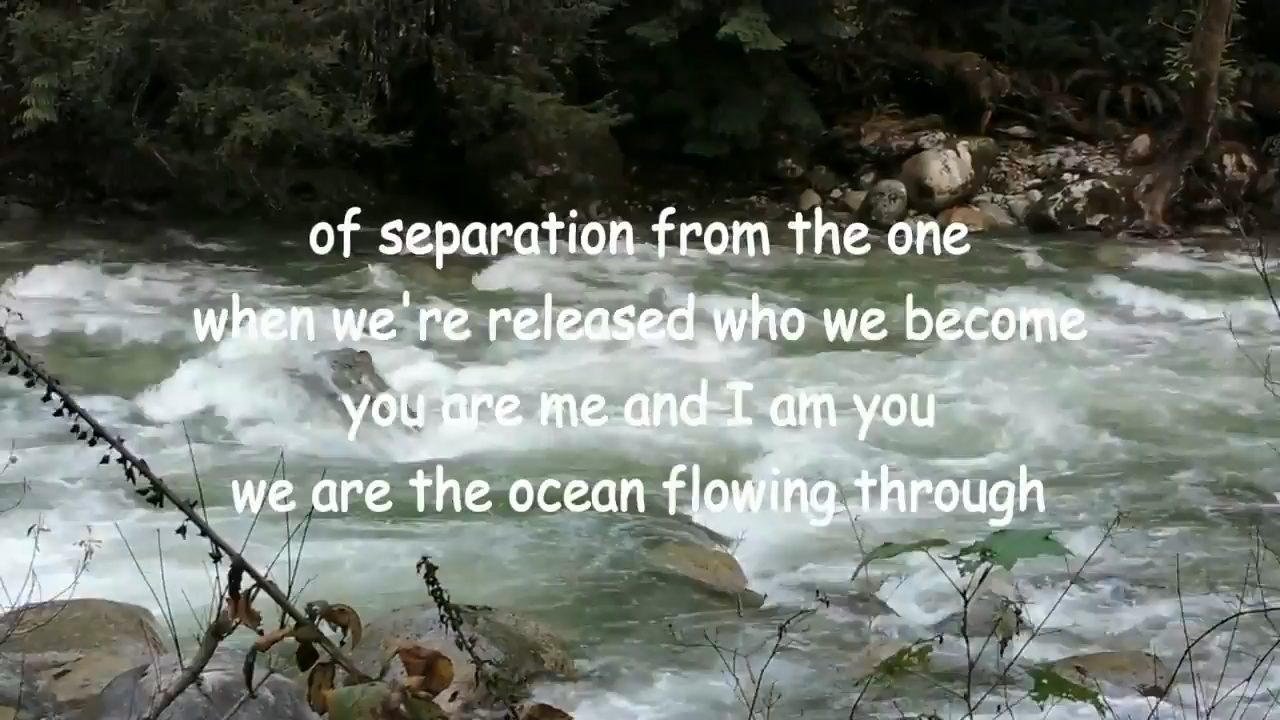 of separation from the one
when we're released who we become
you are me and I am you
we are the ocean flowing through